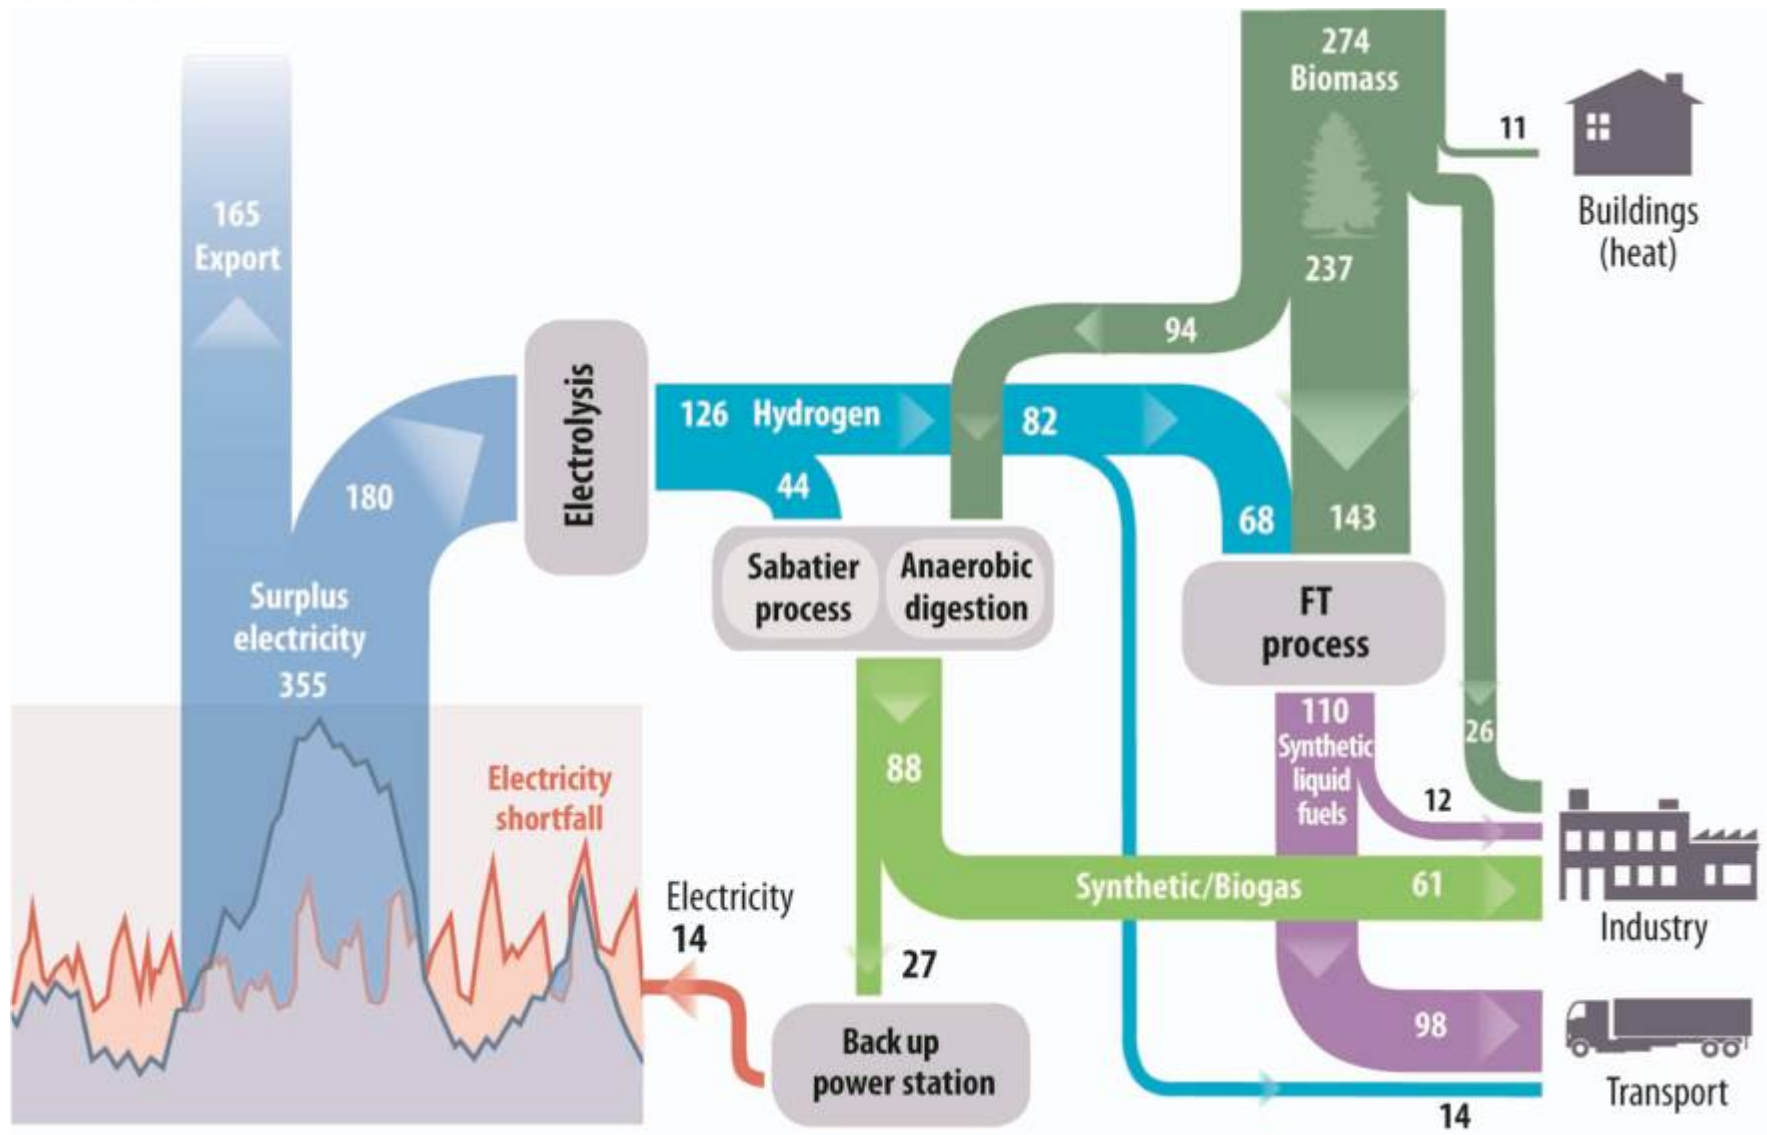 274
Biomass
11
Buildings
(heat)
165
Export
237
94
Electrolysis
126 Hydrogen
82
180
44
68
143
Sabatier
process
Anaerobic
digestion
FT
process
Surplus
electricity
355
110
Synthetic
liquid
fuels
26
88
Electricity
shortfall
12
Synthetic/Biogas
61
Industry
Electricity
14
27
98
Back up
power station
Transport
14